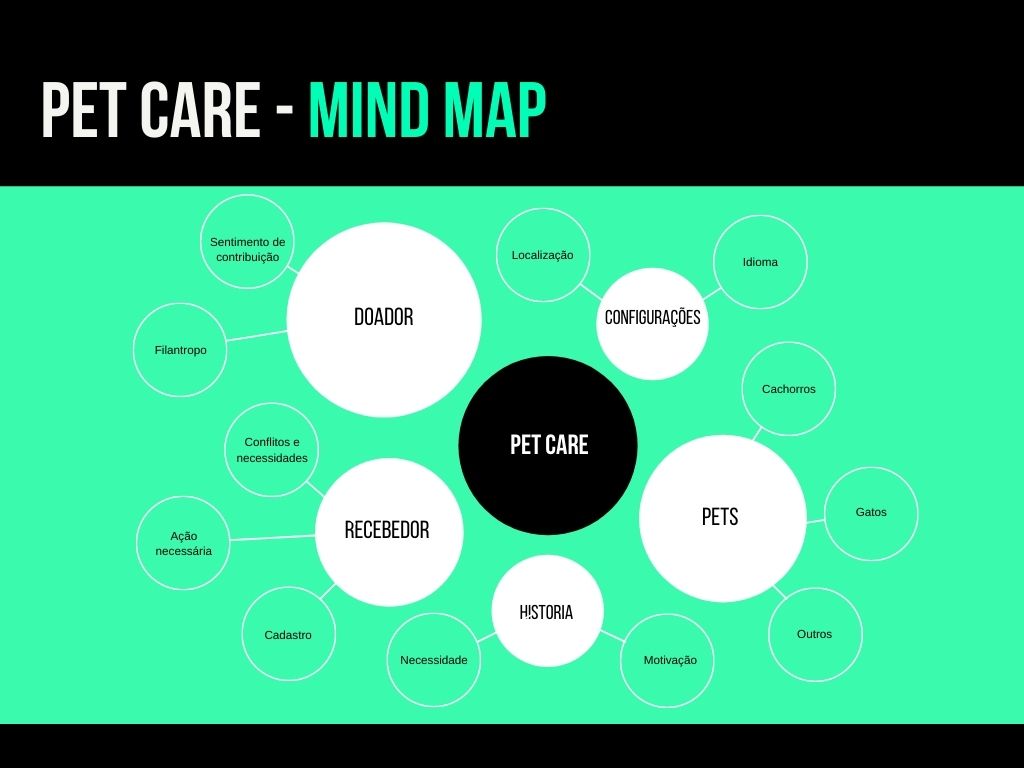 PET CARE - MIND MAP
Sentimento de
contribuição
DOADOR
Filantropo
Localização
CONFIGURAÇÕES
Idioma
Cachorros
PET CARE
Conflitos e
necessidades
RECEBEDOR
Ação
necessária
Cadastro
PETS
Gatos
Outros
HISTORIA
Necessidade
Motivação